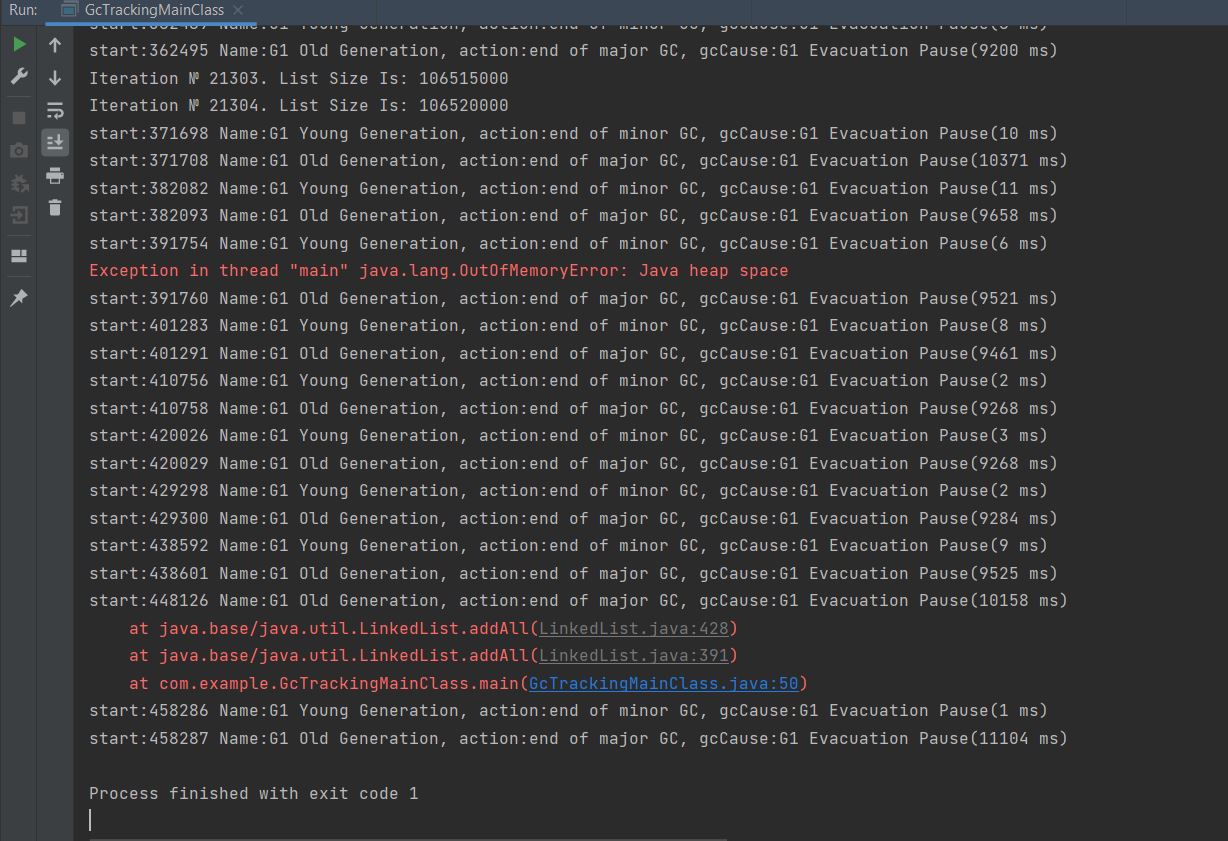 Run: GcTrackingMainClass
start:362495 Name:G1 Old Generation, action:end of major GC, gcCause:G1 Evacuation Pause(9200 ms)
Iteration № 21303. List Size Is: 106515000
Iteration № 21304. List Size Is: 106520000
start:371698 Name:G1 Young Generation, action:end of minor GC, gcCause:G1 Evacuation Pause(10 ms)
start:371708 Name:G1 Old Generation, action:end of major GC, gcCause:G1 Evacuation Pause(10371 ms)
start:382082 Name:G1 Young Generation, action:end of minor GC, gcCause:G1 Evacuation Pause(11 ms)
start:382093 Name:G1 Old Generation, action:end of major GC, gcCause:G1 Evacuation Pause(9658 ms)
start:391754 Name:G1 Young Generation, action:end of minor GC, gcCause:G1 Evacuation Pause(6 ms)
Exception in thread "main" java.lang.OutOfMemoryError: Java heap space
start:391760 Name:G1 Old Generation, action:end of major GC, gcCause:G1 Evacuation Pause(9521 ms)
start:401283 Name:G1 Young Generation, action:end of minor GC, gcCause:G1 Evacuation Pause(8 ms)
start:401291 Name:G1 Old Generation, action:end of major GC, gcCause:G1 Evacuation Pause(9461 ms)
start:410756 Name:G1 Young Generation, action:end of minor GC, gcCause:G1 Evacuation Pause(2 ms)
start:410758 Name:G1 Old Generation, action:end of major GC, gcCause:G1 Evacuation Pause(9268 ms)
start:420026 Name:G1 Young Generation, action:end of minor GC, gcCause:G1 Evacuation Pause(3 ms)
start:420029 Name:G1 Old Generation, action:end of major GC, gcCause:G1 Evacuation Pause(9268 ms)
start:429298 Name:G1 Young Generation, action:end of minor GC, gcCause:G1 Evacuation Pause(2 ms)
start:429300 Name:G1 Old Generation, action:end of major GC, gcCause:G1 Evacuation Pause(9284 ms)
start:438592 Name:G1 Young Generation, action:end of minor GC, gcCause:G1 Evacuation Pause(9 ms)
start:438601 Name:G1 Old Generation, action:end of major GC, gcCause:G1 Evacuation Pause(9525 ms)
start:448126 Name:G1 Old Generation, action:end of major GC, gcCause:G1 Evacuation Pause(10158 ms)
at java.base/java.util.LinkedList.addAll(LinkedList.java:428)
at java.base/java.util.LinkedList.addAll(LinkedList.java:391)
at com.example.GcTrackingMainClass.main(GcTrackingMainClass.java:50)
start:458286 Name:G1 Young Generation, action:end of minor GC, gcCause:G1 Evacuation Pause(1 ms)
start:458287 Name:G1 Old Generation, action:end of major GC, gcCause:G1 Evacuation Pause(11104 ms)
Process finished with exit code 1